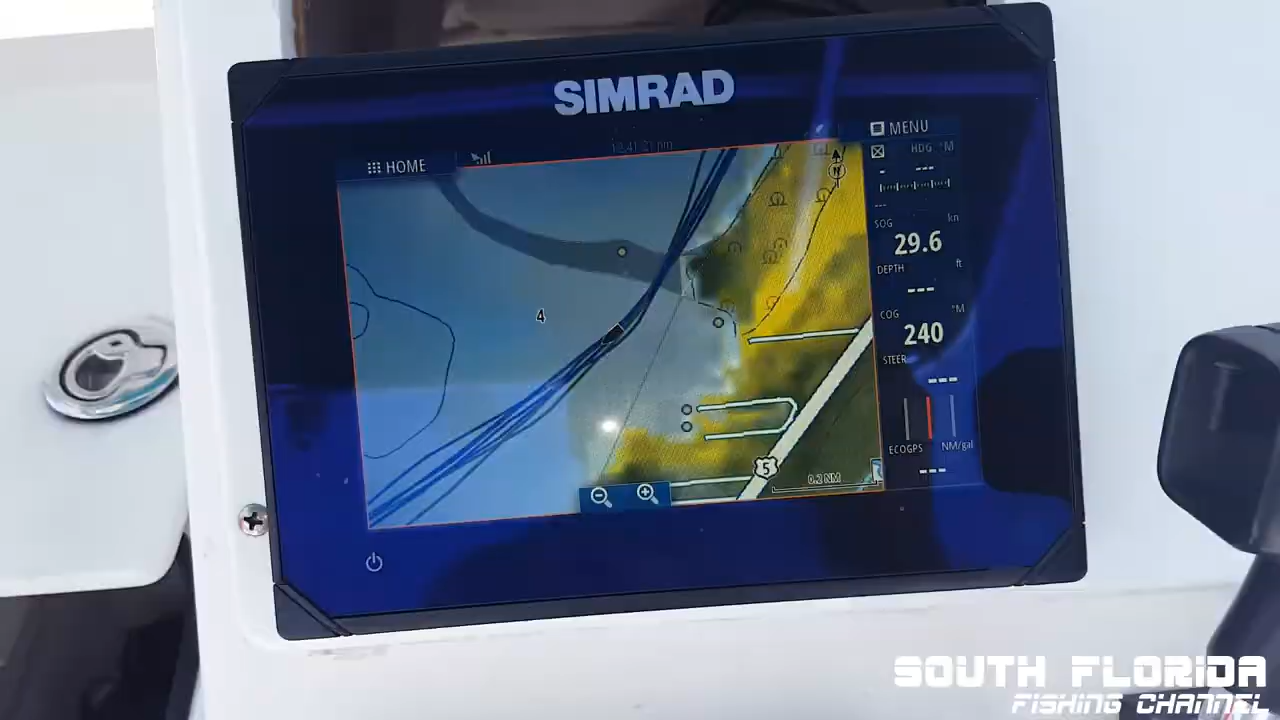 SIMRAD
MENU
HOME
HDG °M
- ---
---
SOG kn
29.6
DEPTH ft
---
COG °M
240
STEER
---
ECOGPS NM/gal
---
N
4
5
0.2 NM
SOUTH FLORIDA
FISHING CHANNEL